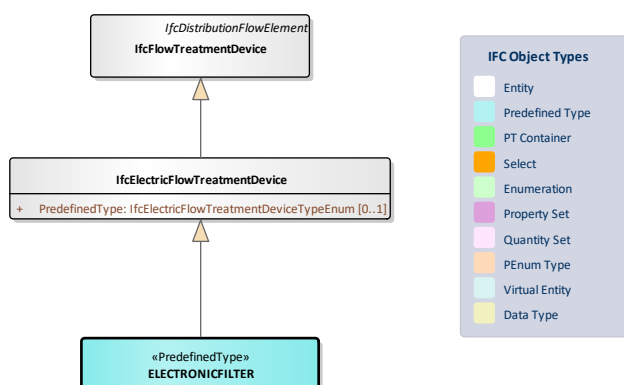 IfcDistributionFlowElement
IfcFlowTreatmentDevice
IfcElectricFlowTreatmentDevice
+ PredefinedType: IfcElectricFlowTreatmentDeviceTypeEnum [0..1]
«PredefinedType»
ELECTRONICFILTER
IFC Object Types
Entity
Predefined Type
PT Container
Select
Enumeration
Property Set
Quantity Set
PEnum Type
Virtual Entity
Data Type